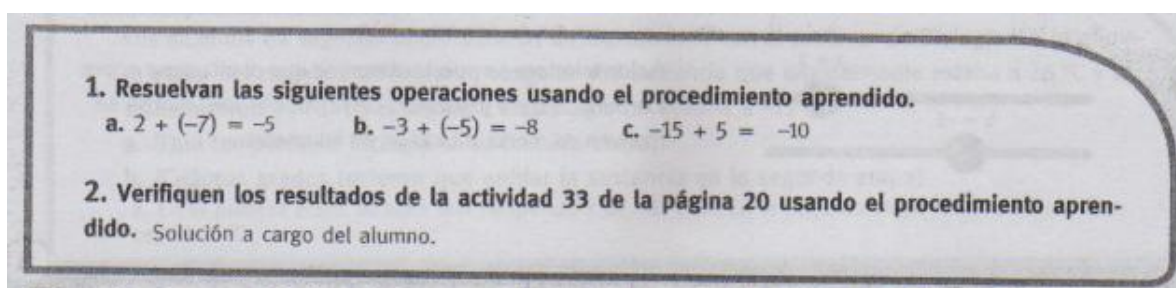 1. Resuelvan las siguientes operaciones usando el procedimiento aprendido.
a. 2 + (–7) = –5 b. –3 + (–5) = –8 c. –15 + 5 = –10
2. Verifiquen los resultados de la actividad 33 de la página 20 usando el procedimiento apren-
dido. Solución a cargo del alumno.